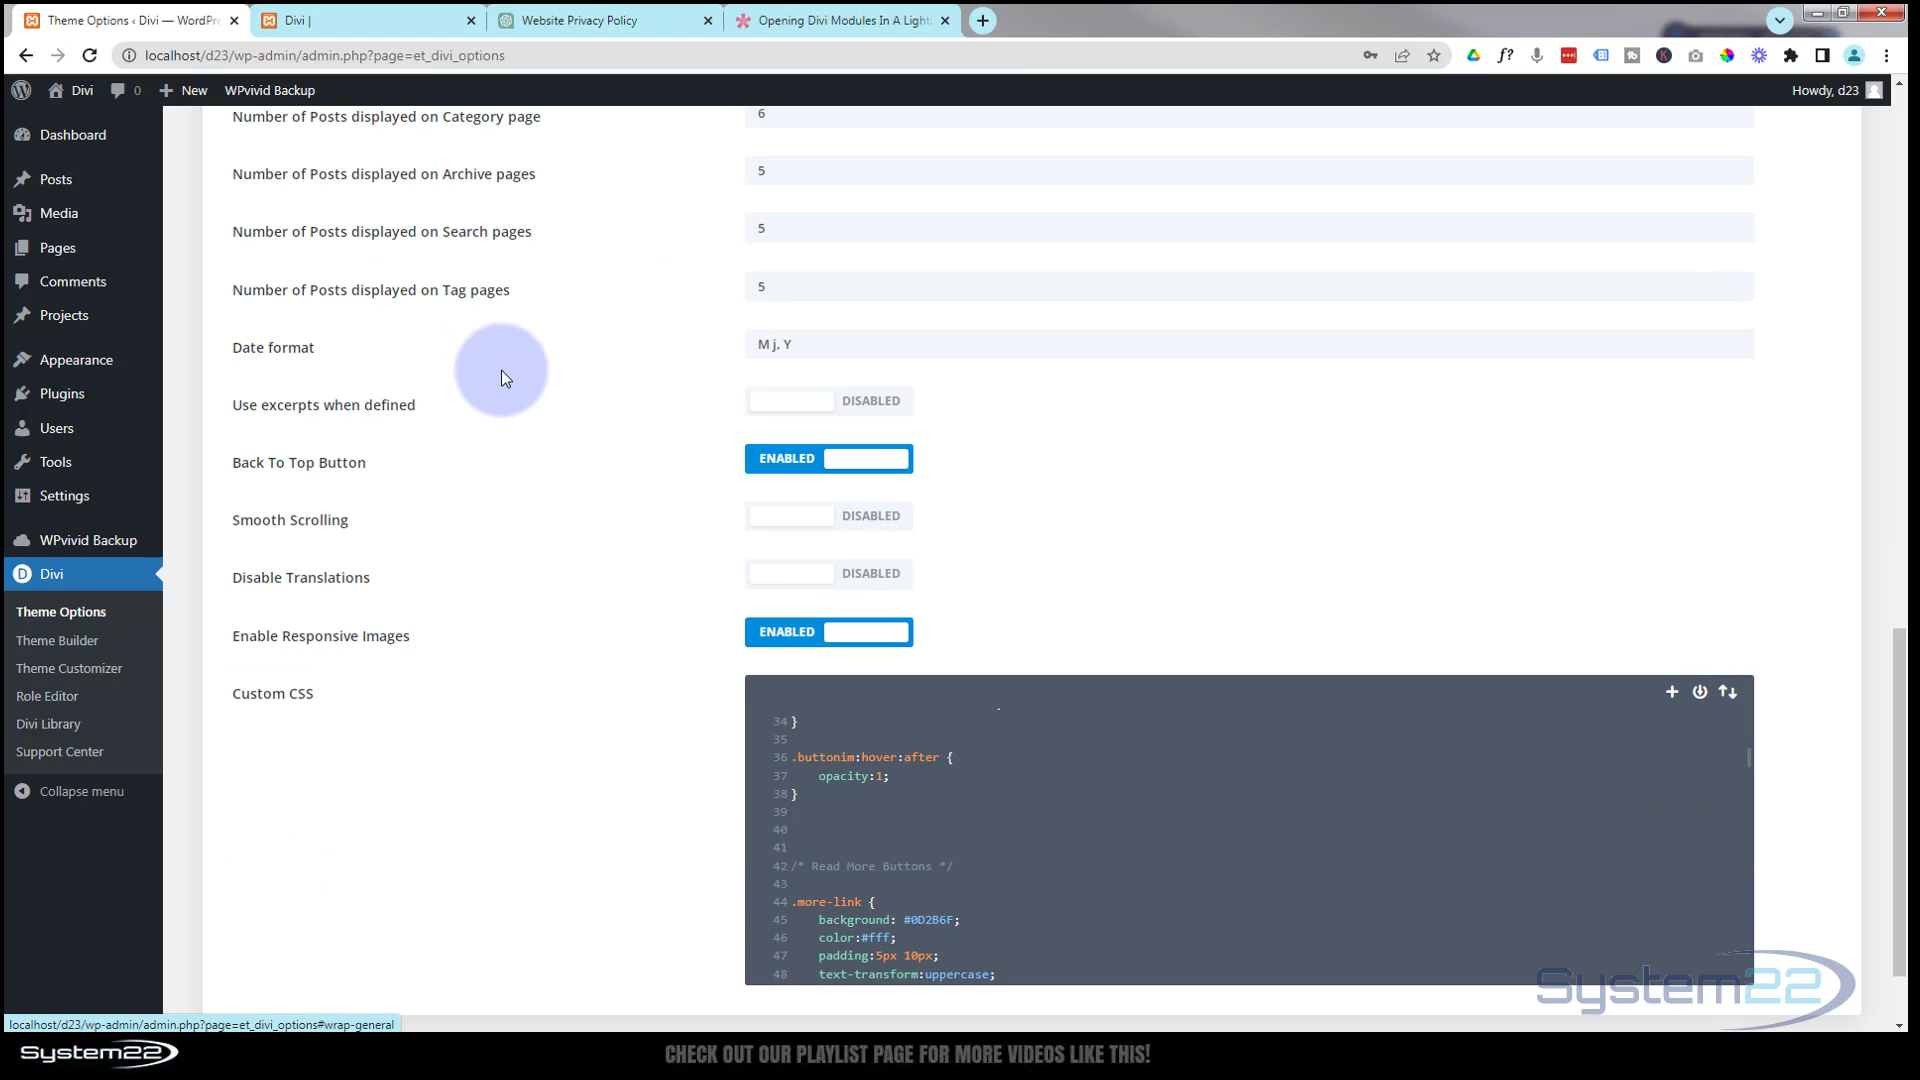 Theme Options ‹ Divi — WordPre
Divi |
Website Privacy Policy
Opening Divi Modules In A Light
localhost/d23/wp-admin/admin.php?page=et_divi_options
Divi
0
New
WPvivid Backup
Howdy, d23
Dashboard
Posts
Media
Pages
Comments
Projects
Appearance
Plugins
Users
Tools
Settings
WPvivid Backup
Divi
Theme Options
Theme Builder
Theme Customizer
Role Editor
Divi Library
Support Center
Collapse menu
Number of Posts displayed on Category page
6
Number of Posts displayed on Archive pages
5
Number of Posts displayed on Search pages
5
Number of Posts displayed on Tag pages
5
Date format
M j, Y
Use excerpts when defined
DISABLED
Back To Top Button
ENABLED
Smooth Scrolling
DISABLED
Disable Translations
DISABLED
Enable Responsive Images
ENABLED
Custom CSS
34 }
35
36 .buttonim:hover:after {
37 opacity:1;
38 }
39
40
41
42 /* Read More Buttons */
43
44 .more-link {
45 background: #0D2B6F;
46 color:#fff;
47 padding:5px 10px;
48 text-transform:uppercase;
System22
localhost/d23/wp-admin/admin.php?page=et_divi_options#wrap-general
System22
CHECK OUT OUR PLAYLIST PAGE FOR MORE VIDEOS LIKE THIS!